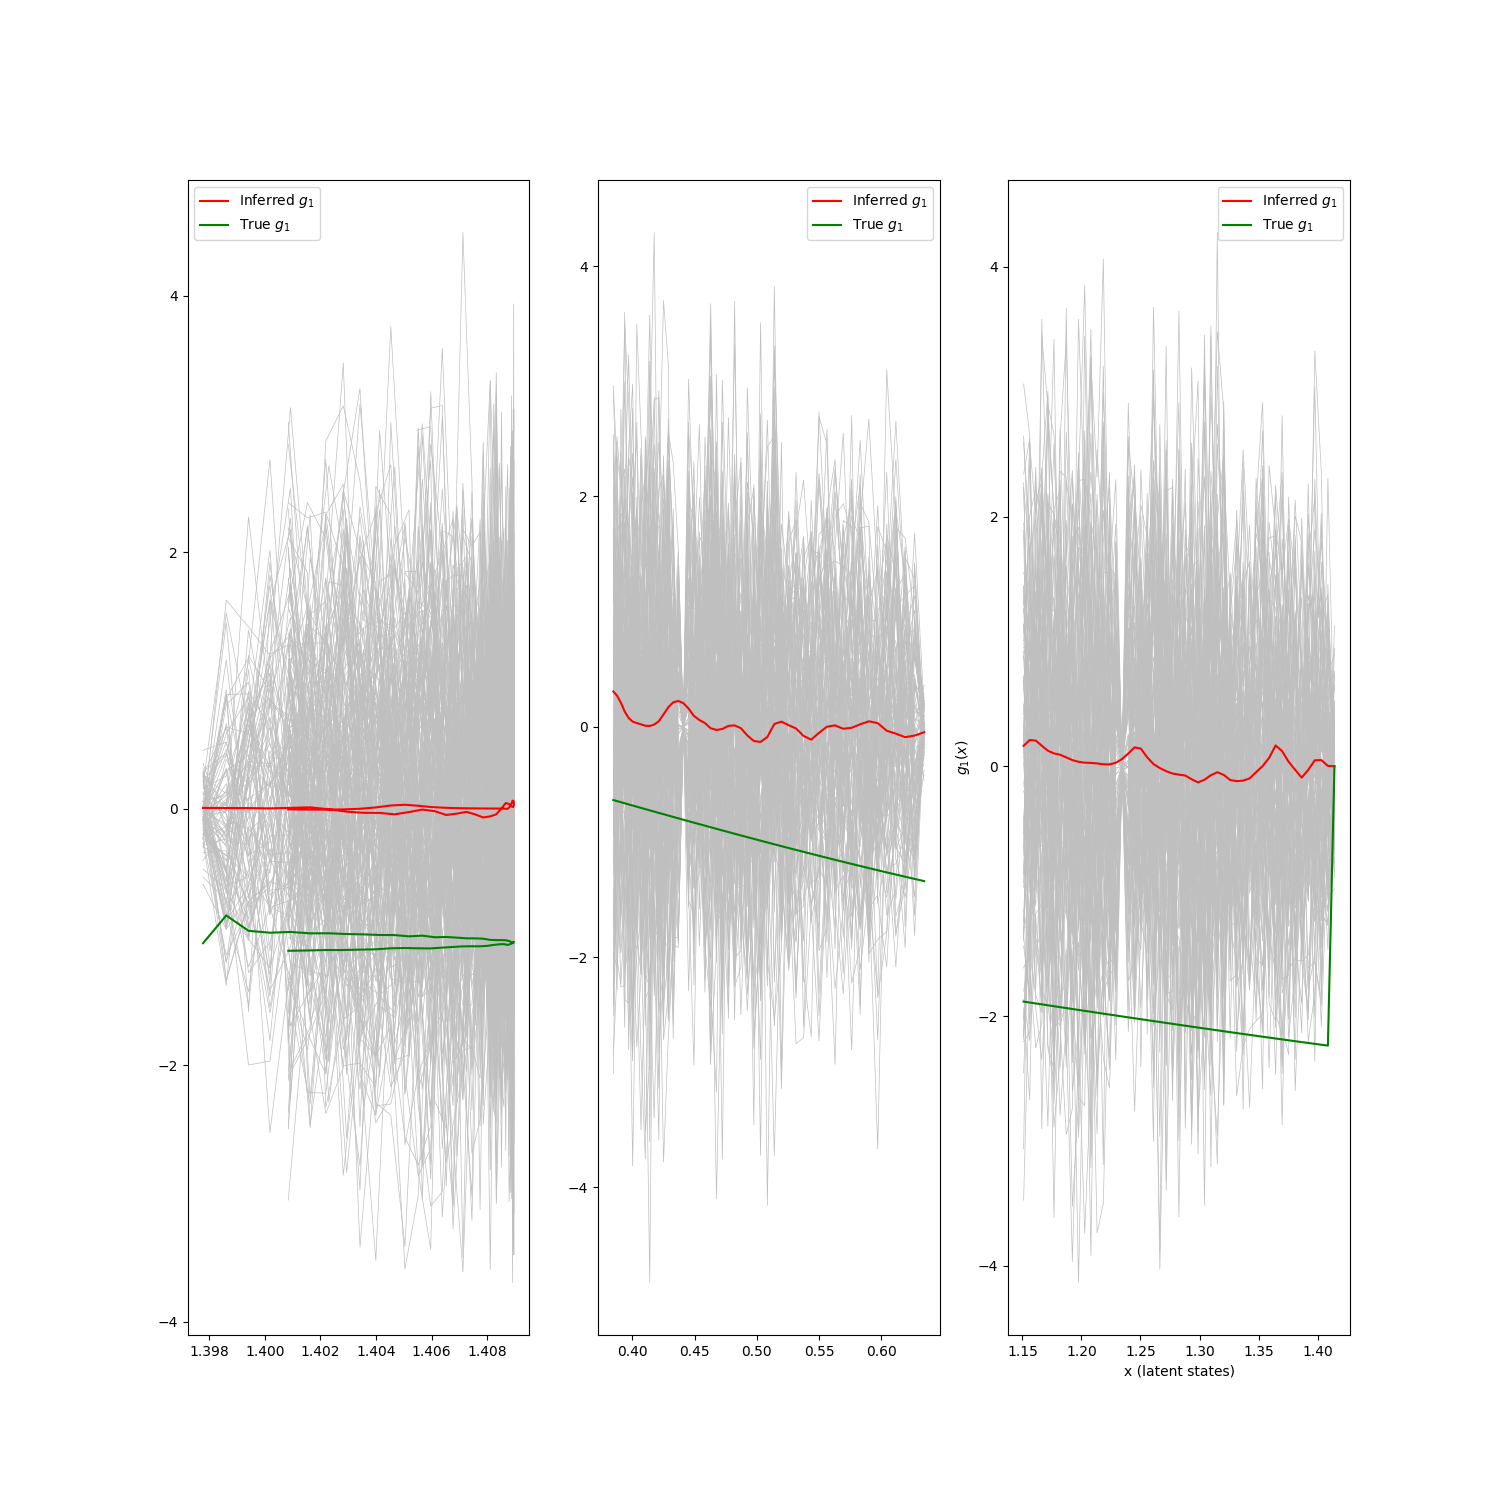 Inferred g₁
True g₁
4
2
0
−2
−4
1.398 1.400 1.402 1.404 1.406 1.408
Inferred g₁
True g₁
4
2
0
−2
−4
0.40 0.45 0.50 0.55 0.60
Inferred g₁
True g₁
g₁(x)
4
2
0
−2
−4
1.15 1.20 1.25 1.30 1.35 1.40
x (latent states)